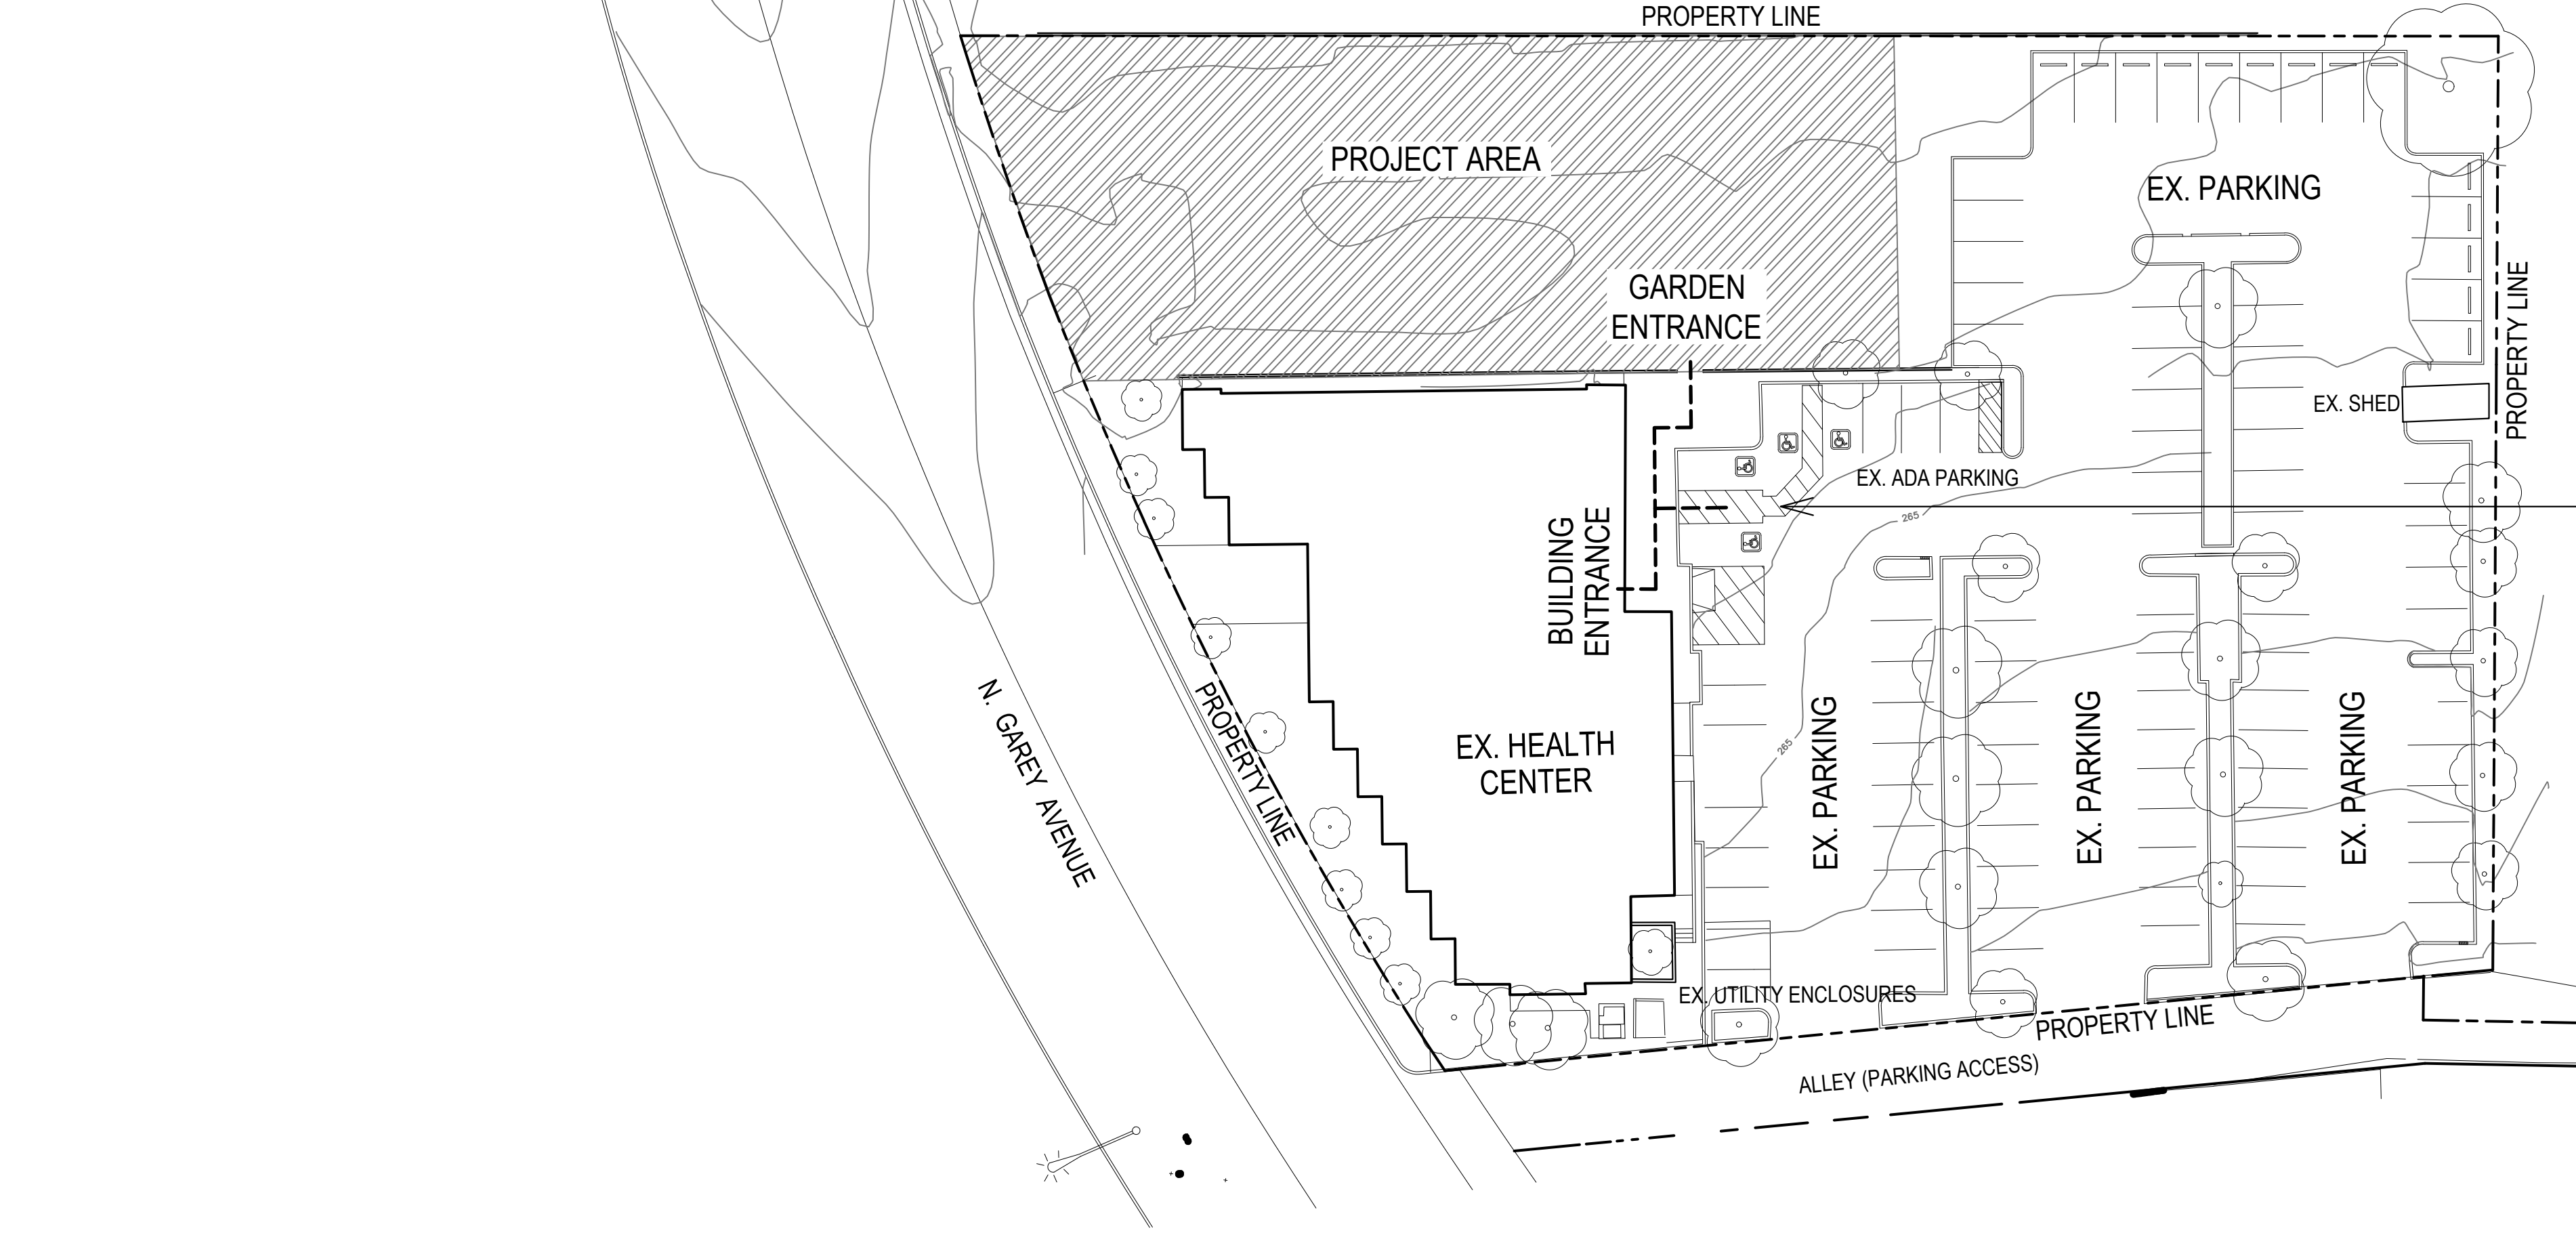 PROPERTY LINE
PROJECT AREA
EX. PARKING
GARDEN
ENTRANCE
PROPERTY LINE
EX. SHED
EX. ADA PARKING
265
BUILDING
ENTRANCE
N. GAREY AVENUE
PROPERTY LINE
EX. HEALTH
CENTER
265
EX. PARKING
EX. PARKING
EX. PARKING
EX. UTILITY ENCLOSURES
PROPERTY LINE
ALLEY (PARKING ACCESS)